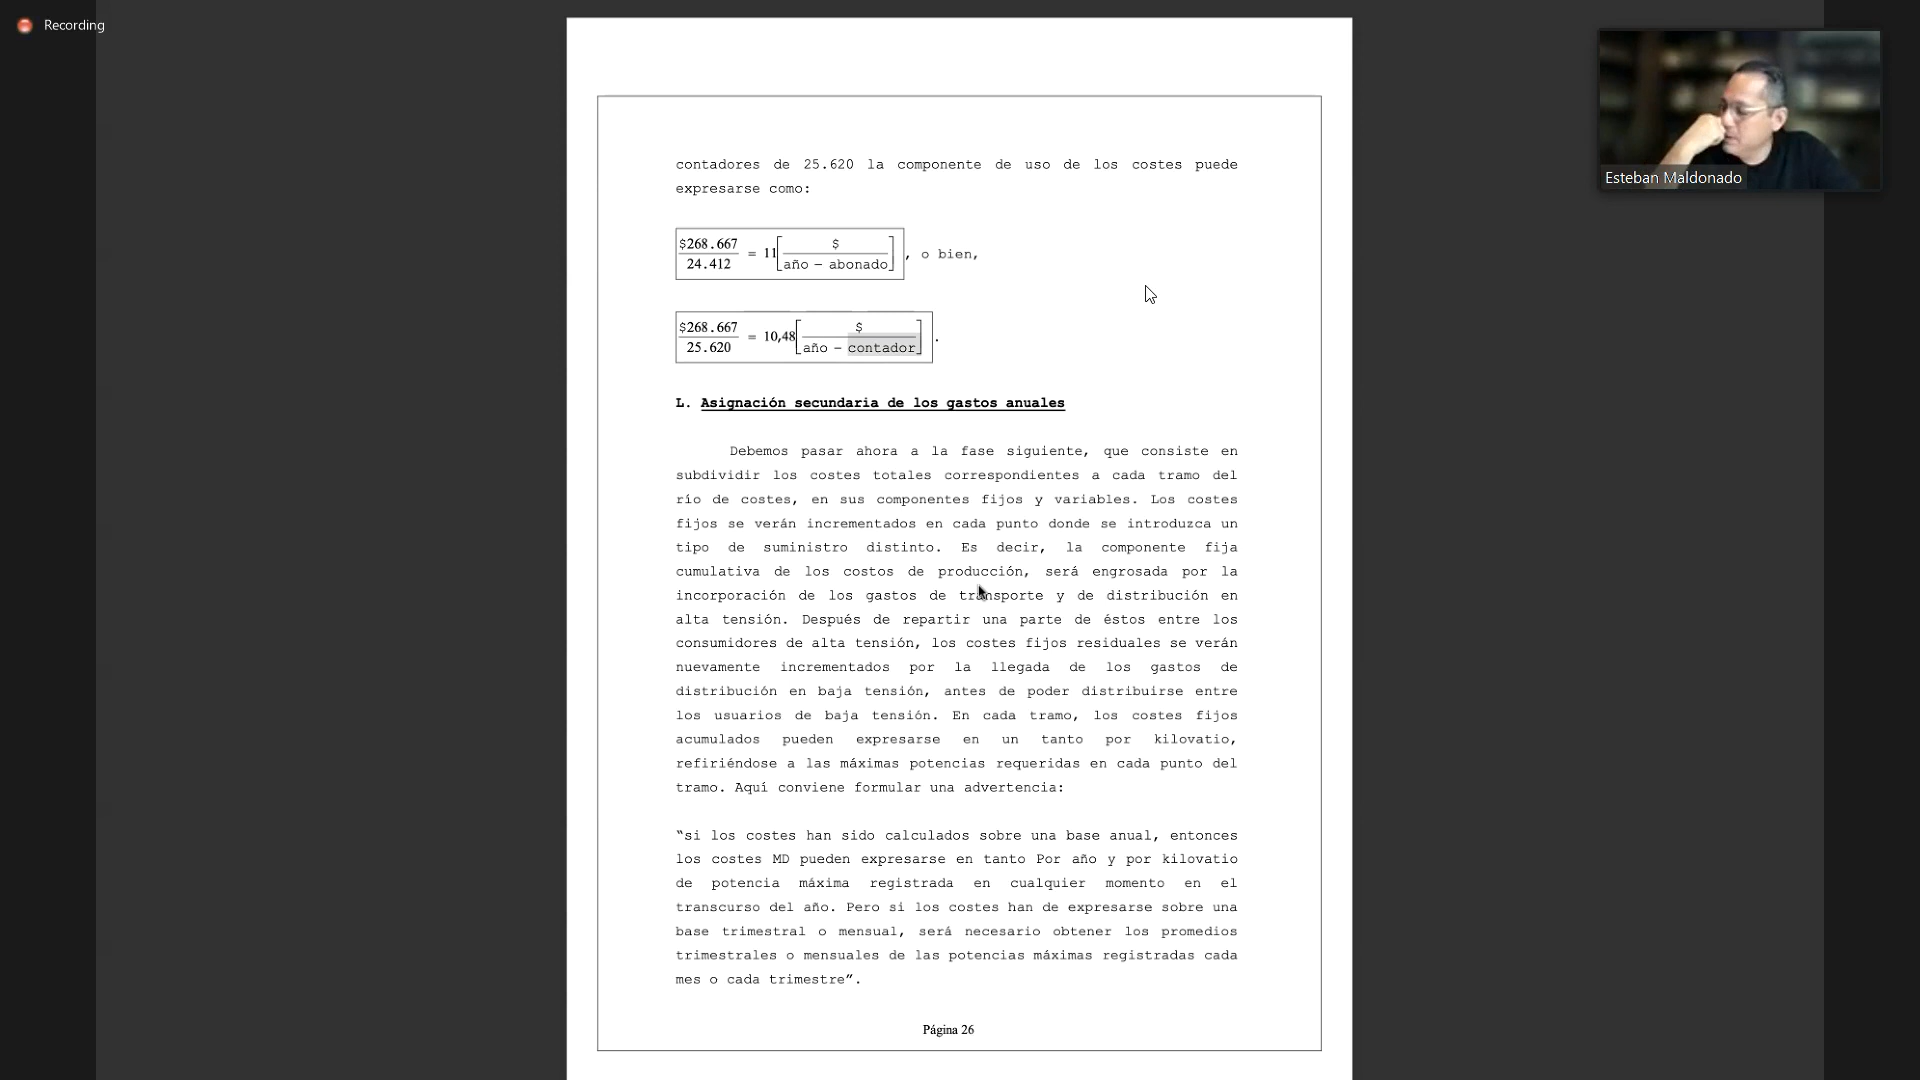 Recording
contadores de 25.620 la componente de uso de los costes puede
expresarse como:
$268.667 / 24.412 = 11 [ $ / año − abonado ] , o bien,
$268.667 / 25.620 = 10,48 [ $ / año − contador ] .
L. Asignación secundaria de los gastos anuales
Debemos pasar ahora a la fase siguiente, que consiste en
subdividir los costes totales correspondientes a cada tramo del
río de costes, en sus componentes fijos y variables. Los costes
fijos se verán incrementados en cada punto donde se introduzca un
tipo de suministro distinto. Es decir, la componente fija
cumulativa de los costos de producción, será engrosada por la
incorporación de los gastos de transporte y de distribución en
alta tensión. Después de repartir una parte de éstos entre los
consumidores de alta tensión, los costes fijos residuales se verán
nuevamente incrementados por la llegada de los gastos de
distribución en baja tensión, antes de poder distribuirse entre
los usuarios de baja tensión. En cada tramo, los costes fijos
acumulados pueden expresarse en un tanto por kilovatio,
refiriéndose a las máximas potencias requeridas en cada punto del
tramo. Aquí conviene formular una advertencia:
“si los costes han sido calculados sobre una base anual, entonces
los costes MD pueden expresarse en tanto Por año y por kilovatio
de potencia máxima registrada en cualquier momento en el
transcurso del año. Pero si los costes han de expresarse sobre una
base trimestral o mensual, será necesario obtener los promedios
trimestrales o mensuales de las potencias máximas registradas cada
mes o cada trimestre”.
Página 26
Esteban Maldonado